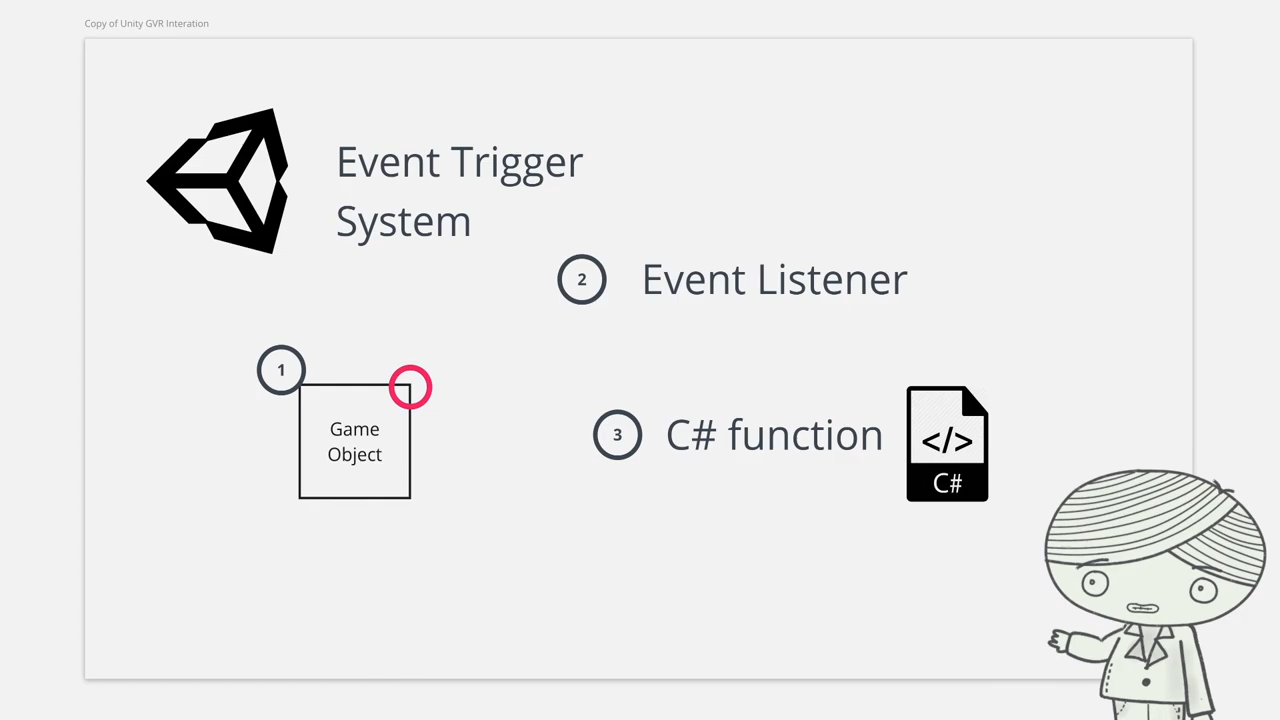 Copy of Unity GVR Interation
Event Trigger
System
2 Event Listener
1
Game
Object
3 C# function
</>
C#